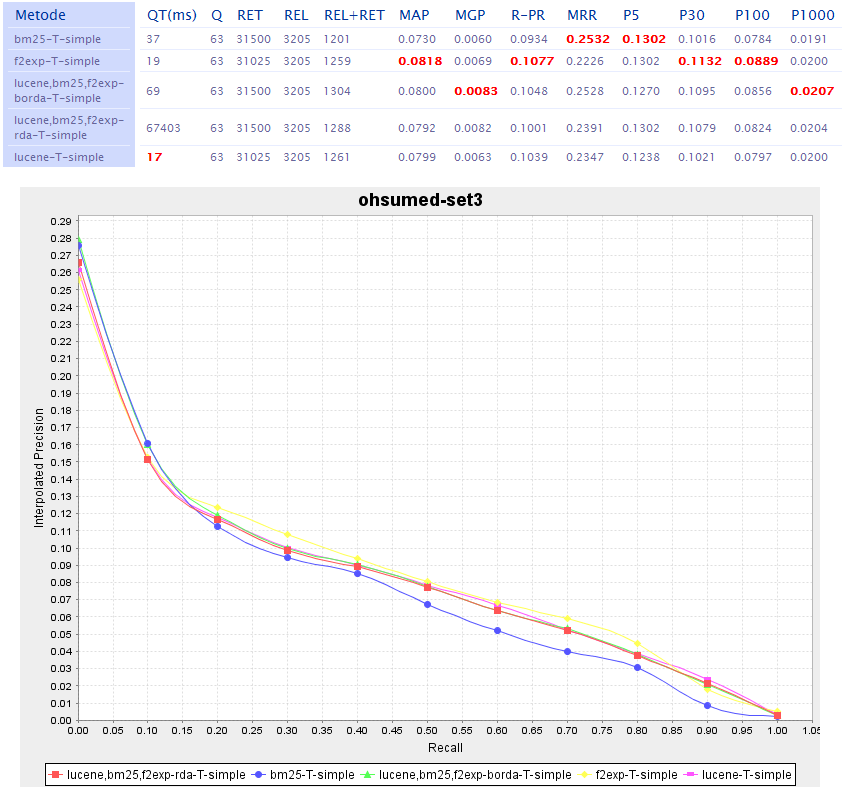 Metode QT(ms) Q RET REL REL+RET MAP MGP R-PR MRR P5 P30 P100 P1000
bm25-T-simple 37 63 31500 3205 1201 0.0730 0.0060 0.0934 0.2532 0.1302 0.1016 0.0784 0.0191
f2exp-T-simple 19 63 31025 3205 1259 0.0818 0.0069 0.1077 0.2226 0.1302 0.1132 0.0889 0.0200
lucene,bm25,f2exp-
borda-T-simple 69 63 31500 3205 1304 0.0800 0.0083 0.1048 0.2528 0.1270 0.1095 0.0856 0.0207
lucene,bm25,f2exp-
rda-T-simple 67403 63 31500 3205 1288 0.0792 0.0082 0.1001 0.2391 0.1302 0.1079 0.0824 0.0204
lucene-T-simple 17 63 31025 3205 1261 0.0799 0.0063 0.1039 0.2347 0.1238 0.1021 0.0797 0.0200
ohsumed-set3
0.29
0.28
0.27
0.26
0.25
0.24
0.23
0.22
0.21
0.20
0.19
0.18
0.17
0.16
0.15
0.14
0.13
0.12
0.11
0.10
0.09
0.08
0.07
0.06
0.05
0.04
0.03
0.02
0.01
0.00
Interpolated Precision
0.00 0.05 0.10 0.15 0.20 0.25 0.30 0.35 0.40 0.45 0.50 0.55 0.60 0.65 0.70 0.75 0.80 0.85 0.90 0.95 1.00 1.05
Recall
lucene,bm25,f2exp-rda-T-simple bm25-T-simple lucene,bm25,f2exp-borda-T-simple f2exp-T-simple lucene-T-simple